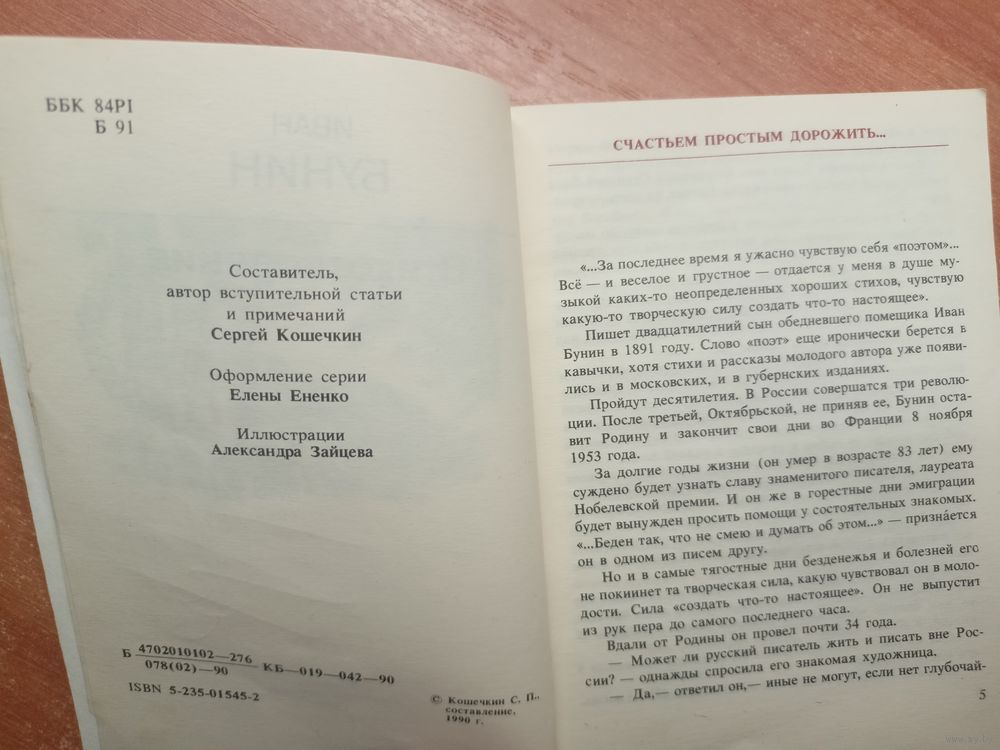 ББК 84Р1
Б 91
Составитель,
автор вступительной статьи
и примечаний
Сергей Кошечкин
Оформление серии
Елены Ененко
Иллюстрации
Александра Зайцева
Б 4702010102—276
078(02)—90
КБ—019—042—90
ISBN 5-235-01545-2
© Кошечкин С. П.,
составление,
1990 г.
СЧАСТЬЕМ ПРОСТЫМ ДОРОЖИТЬ...
«...За последнее время я ужасно чувствую себя «поэтом»...
Всё — и веселое и грустное — отдается у меня в душе му-
зыкой каких-то неопределенных хороших стихов, чувствую
какую-то творческую силу создать что-то настоящее».
Пишет двадцатилетний сын обедневшего помещика Иван
Бунин в 1891 году. Слово «поэт» еще иронически берется в
кавычки, хотя стихи и рассказы молодого автора уже появи-
лись и в московских, и в губернских изданиях.
Пройдут десятилетия. В России совершатся три револю-
ции. После третьей, Октябрьской, не приняв ее, Бунин оста-
вит Родину и закончит свои дни во Франции 8 ноября
1953 года.
За долгие годы жизни (он умер в возрасте 83 лет) ему
суждено будет узнать славу знаменитого писателя, лауреата
Нобелевской премии. И он же в горестные дни эмиграции
будет вынужден просить помощи у состоятельных знакомых.
«...Беден так, что не смею и думать об этом...» — призна́ется
он в одном из писем другу.
Но и в самые тягостные дни безденежья и болезней его
не покиинет та творческая сила, какую чувствовал он в моло-
дости. Сила «создать что-то настоящее». Он не выпустит
из рук пера до самого последнего часа.
Вдали от Родины он провел почти 34 года.
— Может ли русский писатель жить и писать вне Рос-
сии? — однажды спросила его знакомая художница.
— Да,— ответил он,— иные не могут, если нет глубочай-
5